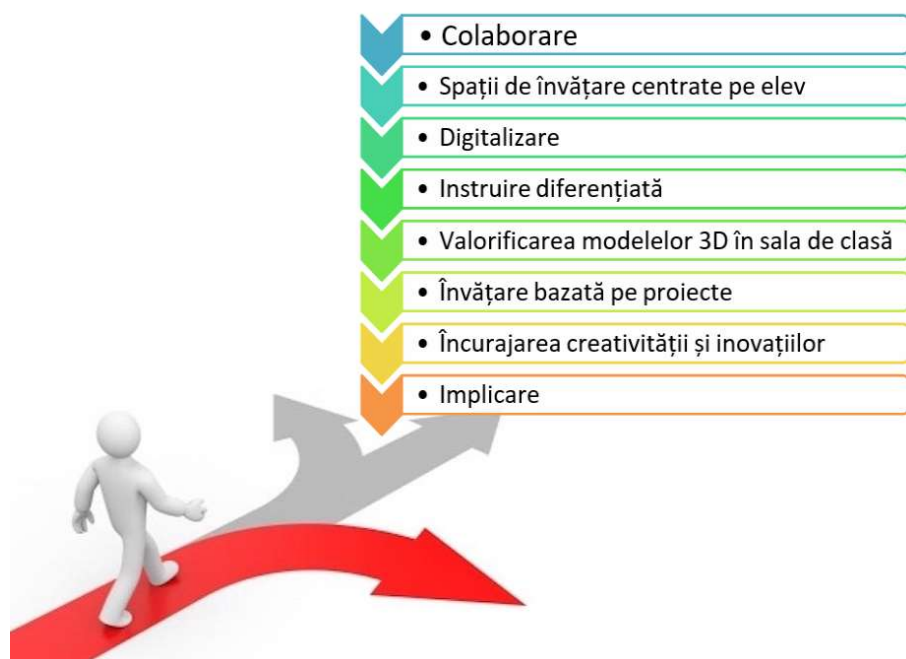 • Colaborare
• Spații de învățare centrate pe elev
• Digitalizare
• Instruire diferențiată
• Valorificarea modelelor 3D în sala de clasă
• Învățare bazată pe proiecte
• Încurajarea creativității și inovațiilor
• Implicare